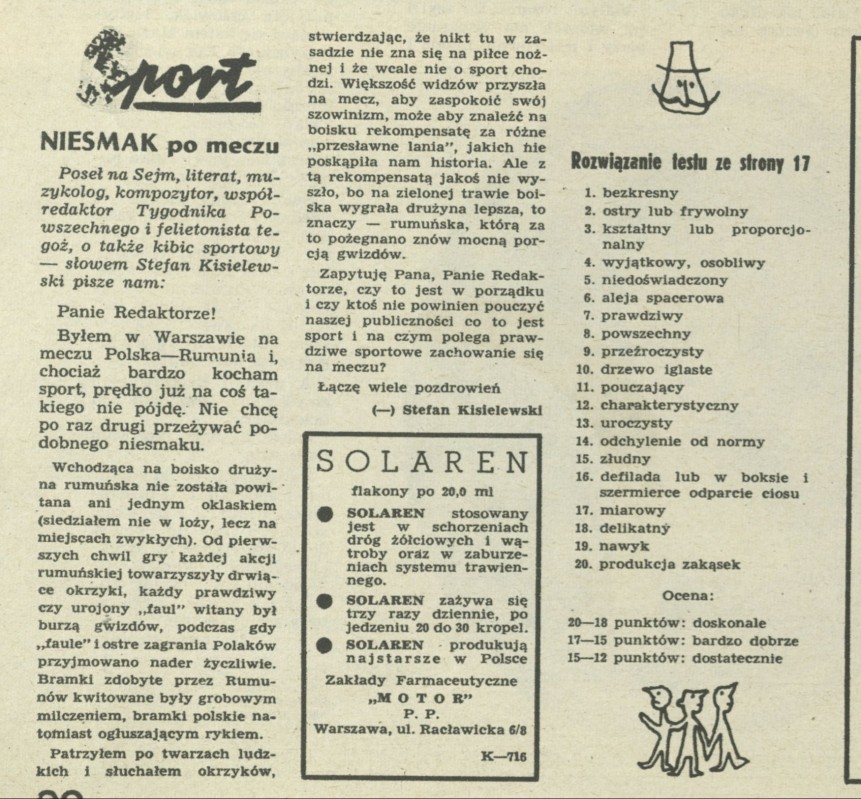 Sport
NIESMAK po meczu
Poseł na Sejm, literat, mu-
zykolog, kompozytor, współ-
redaktor Tygodnika Po-
wszechnego i felietonista te-
goż, o także kibic sportowy
— słowem Stefan Kisielew-
ski pisze nam:
Panie Redaktorze!
Byłem w Warszawie na
meczu Polska—Rumunia i,
chociaż bardzo kocham
sport, prędko już na coś ta-
kiego nie pójdę. Nie chcę
po raz drugi przeżywać po-
dobnego niesmaku.
Wchodząca na boisko druży-
na rumuńska nie została powi-
tana ani jednym oklaskiem
(siedziałem nie w loży, lecz na
miejscach zwykłych). Od pierw-
szych chwil gry każdej akcji
rumuńskiej towarzyszyły drwią-
ce okrzyki, każdy prawdziwy
czy urojony „faul" witany był
burzą gwizdów, podczas gdy
„faule" i ostre zagrania Polaków
przyjmowano nader życzliwie.
Bramki zdobyte przez Rumu-
nów kwitowane były grobowym
milczeniem, bramki polskie na-
tomiast ogłuszającym rykiem.
Patrzyłem po twarzach ludz-
kich i słuchałem okrzyków,
stwierdzając, że nikt tu w za-
sadzie nie zna się na piłce noż-
nej i że wcale nie o sport cho-
dzi. Większość widzów przyszła
na mecz, aby zaspokoić swój
szowinizm, może aby znaleźć na
boisku rekompensatę za różne
„przesławne lania", jakich nie
poskąpiła nam historia. Ale z
tą rekompensatą jakoś nie wy-
szło, bo na zielonej trawie boi-
ska wygrała drużyna lepsza, to
znaczy — rumuńska, którą za
to pożegnano znów mocną por-
cją gwizdów.
Zapytuję Pana, Panie Redak-
torze, czy to jest w porządku
i czy ktoś nie powinien pouczyć
naszej publiczności co to jest
sport i na czym polega praw-
dziwe sportowe zachowanie się
na meczu?
Łączę wiele pozdrowień
(—) Stefan Kisielewski
SOLAREN
flakony po 20,0 ml
● SOLAREN stosowany
jest w schorzeniach
dróg żółciowych i wą-
troby oraz w zaburze-
niach systemu trawien-
nego.
● SOLAREN zażywa się
trzy razy dziennie, po
jedzeniu 20 do 30 kropel.
● SOLAREN produkują
najstarsze w Polsce
Zakłady Farmaceutyczne
„MOTOR"
P. P.
Warszawa, ul. Racławicka 6/8
K—716
Rozwiązanie testu ze strony 17
1. bezkresny
2. ostry lub frywolny
3. kształtny lub proporcjo-
nalny
4. wyjątkowy, osobliwy
5. niedoświadczony
6. aleja spacerowa
7. prawdziwy
8. powszechny
9. przeźroczysty
10. drzewo iglaste
11. pouczający
12. charakterystyczny
13. uroczysty
14. odchylenie od normy
15. złudny
16. defilada lub w boksie i
szermierce odparcie ciosu
17. miarowy
18. delikatny
19. nawyk
20. produkcja zakąsek
Ocena:
20—18 punktów: doskonale
17—15 punktów: bardzo dobrze
15—12 punktów: dostatecznie